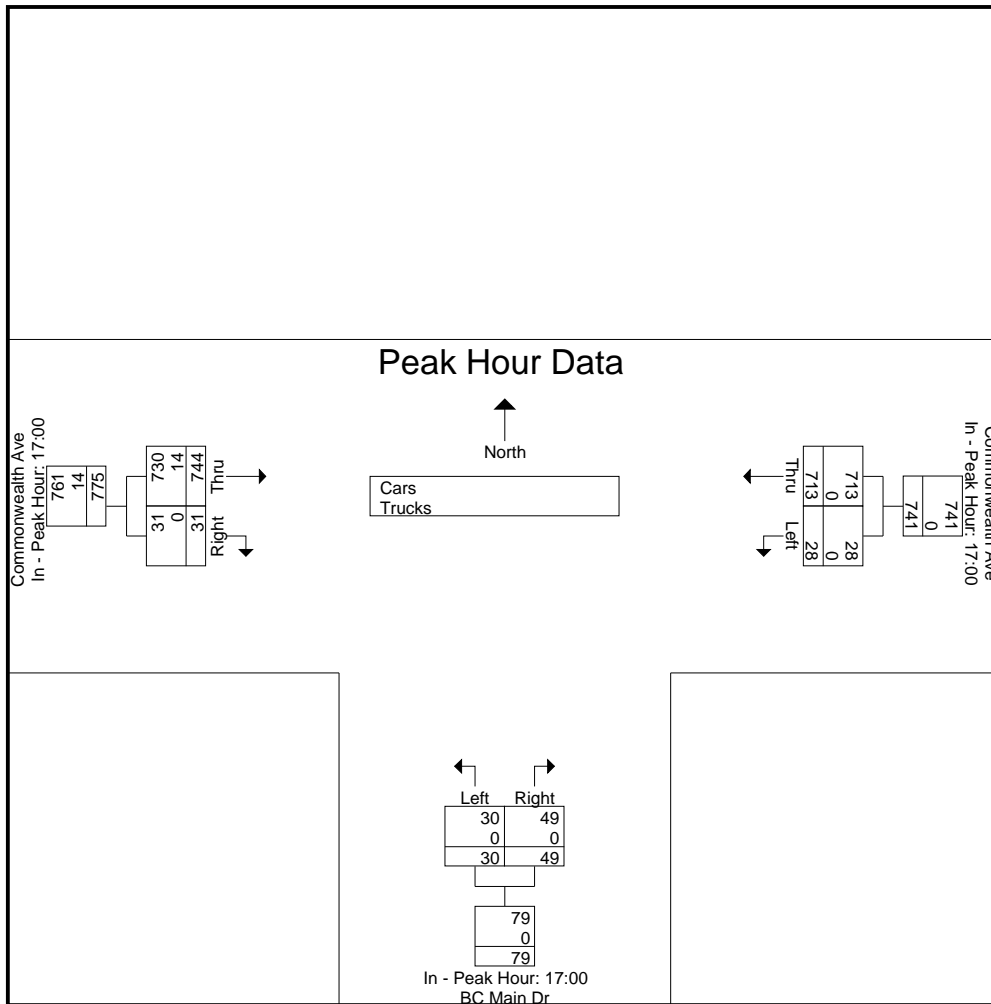 Peak Hour Data
North
Cars
Trucks
Commonwealth Ave
In - Peak Hour: 17:00
761
14
775
730
14
744
Thru
31
0
31
Right
Commonwealth Ave
In - Peak Hour: 17:00
741
0
741
713
0
713
Thru
28
0
28
Left
Left Right
30 49
0 0
30 49
79
0
79
In - Peak Hour: 17:00
BC Main Dr